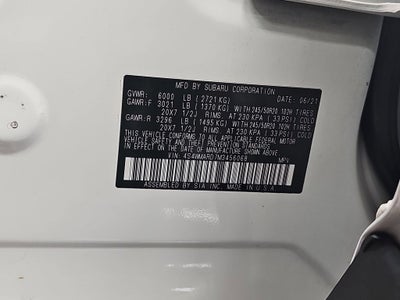 MFD BY SUBARU CORPORATION 06/21
GVWR: 6000 LB (2721 KG)
GAWR:F 3021 LB (1370 KG) WITH 245/50R20 102H TIRES
20X7 1/2J RIMS AT 230 KPA (33 PSI) COLD
GAWR:R 3296 LB (1495 KG) WITH 245/50R20 102H TIRES
20X7 1/2J RIMS AT 230 KPA (33 PSI) COLD
THIS VEHICLE CONFORMS TO ALL APPLICABLE FEDERAL MOTOR
VEHICLE SAFETY AND BUMPER STANDARDS IN EFFECT ON THE
DATE OF MANUFACTURE SHOWN ABOVE.
VIN: MPV
ASSEMBLED BY SIA INC. MADE IN U.S.A